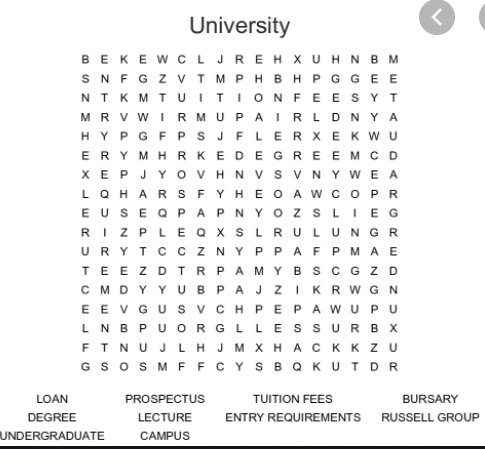 University
B E K E W C L J R E H X U H N B M
S N F G Z V T M P H B H P G G E E
N T K M T U I T I O N F E E S Y T
M R V W I R M U P A I R L D N Y A
H Y P G F P S J F L E R X E K W U
E R Y M H R K E D E G R E E M C D
X E P J Y O V H N V S V N Y W E A
L Q H A R S F Y H E O A W C O P R
E U S E Q P A P N Y O Z S L I E G
R I Z P L E Q X S L R U L U N G R
U R Y T C C Z N Y P P A F P M A E
T E E Z D T R P A M Y B S C G Z D
C M D Y Y U B P A J Z I K R W G N
E E V G U S V C H P E P A W U P U
L N B P U O R G L L E S S U R B X
F T N U J L H J M X H A C K K Z U
G S O S M F F C Y S B Q K U T D R
LOAN PROSPECTUS TUITION FEES BURSARY
DEGREE LECTURE ENTRY REQUIREMENTS RUSSELL GROUP
UNDERGRADUATE CAMPUS